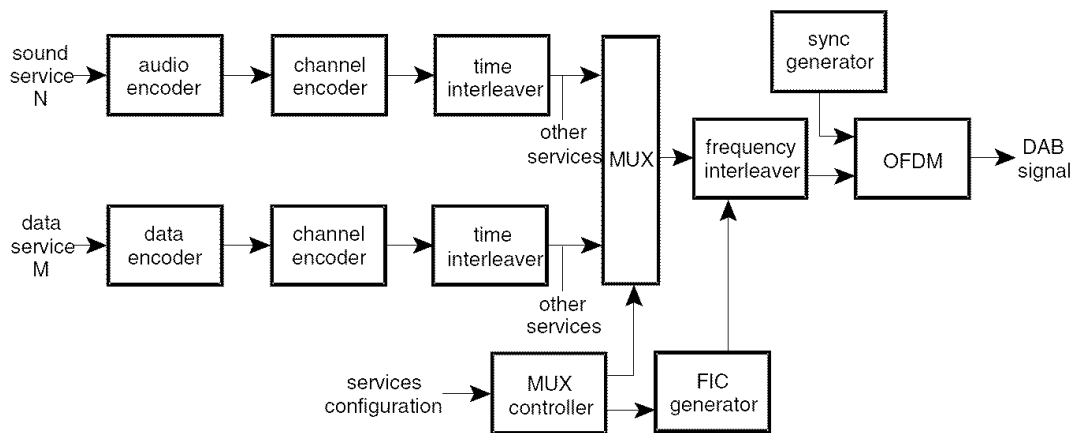 sound
service
N
audio
encoder
channel
encoder
time
interleaver
other
services
MUX
frequency
interleaver
sync
generator
OFDM
DAB
signal
data
service
M
data
encoder
channel
encoder
time
interleaver
other
services
services
configuration
MUX
controller
FIC
generator